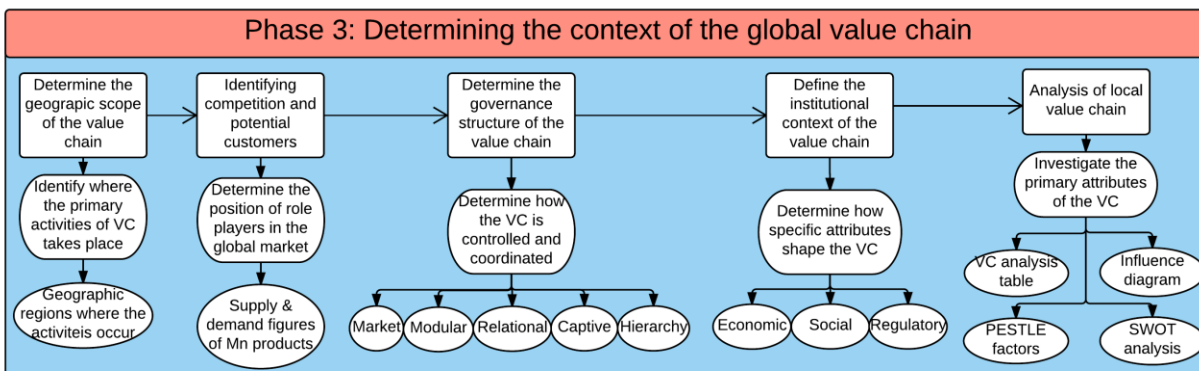 Phase 3: Determining the context of the global value chain
Determine the
geograpic scope
of the value
chain
Identifying
competition and
potential
customers
Determine the
governance
structure of the
value chain
Define the
institutional
context of the
value chain
Analysis of local
value chain
Identify where
the primary
activities of VC
takes place
Determine the
position of role
players in the
global market
Determine how
the VC is
controlled and
coordinated
Determine how
specific attributes
shape the VC
Investigate the
primary attributes
of the VC
Geographic
regions where the
activiteis occur
Supply &
demand figures
of Mn products
Market
Modular
Relational
Captive
Hierarchy
Economic
Social
Regulatory
VC analysis
table
Influence
diagram
PESTLE
factors
SWOT
analysis